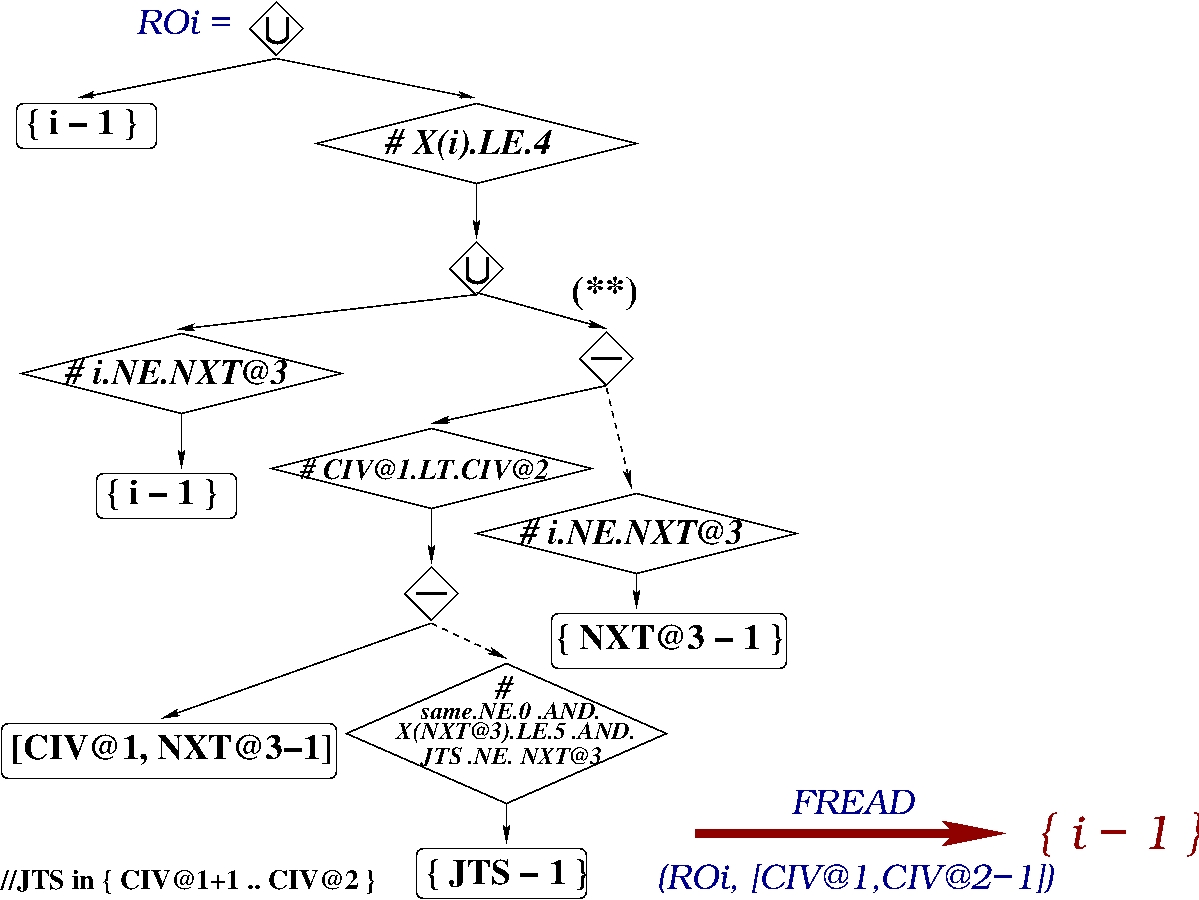 ROi = ∪
{ i − 1 }
# X(i).LE.4
∪
(**)
# i.NE.NXT@3
−
{ i − 1 }
# CIV@1.LT.CIV@2
# i.NE.NXT@3
−
{ NXT@3 − 1 }
[CIV@1, NXT@3−1]
#
same.NE.0 .AND.
X(NXT@3).LE.5 .AND.
JTS .NE. NXT@3
{ JTS − 1 }
//JTS in { CIV@1+1 .. CIV@2 }
FREAD
(ROi, [CIV@1,CIV@2−1])
{ i − 1 }